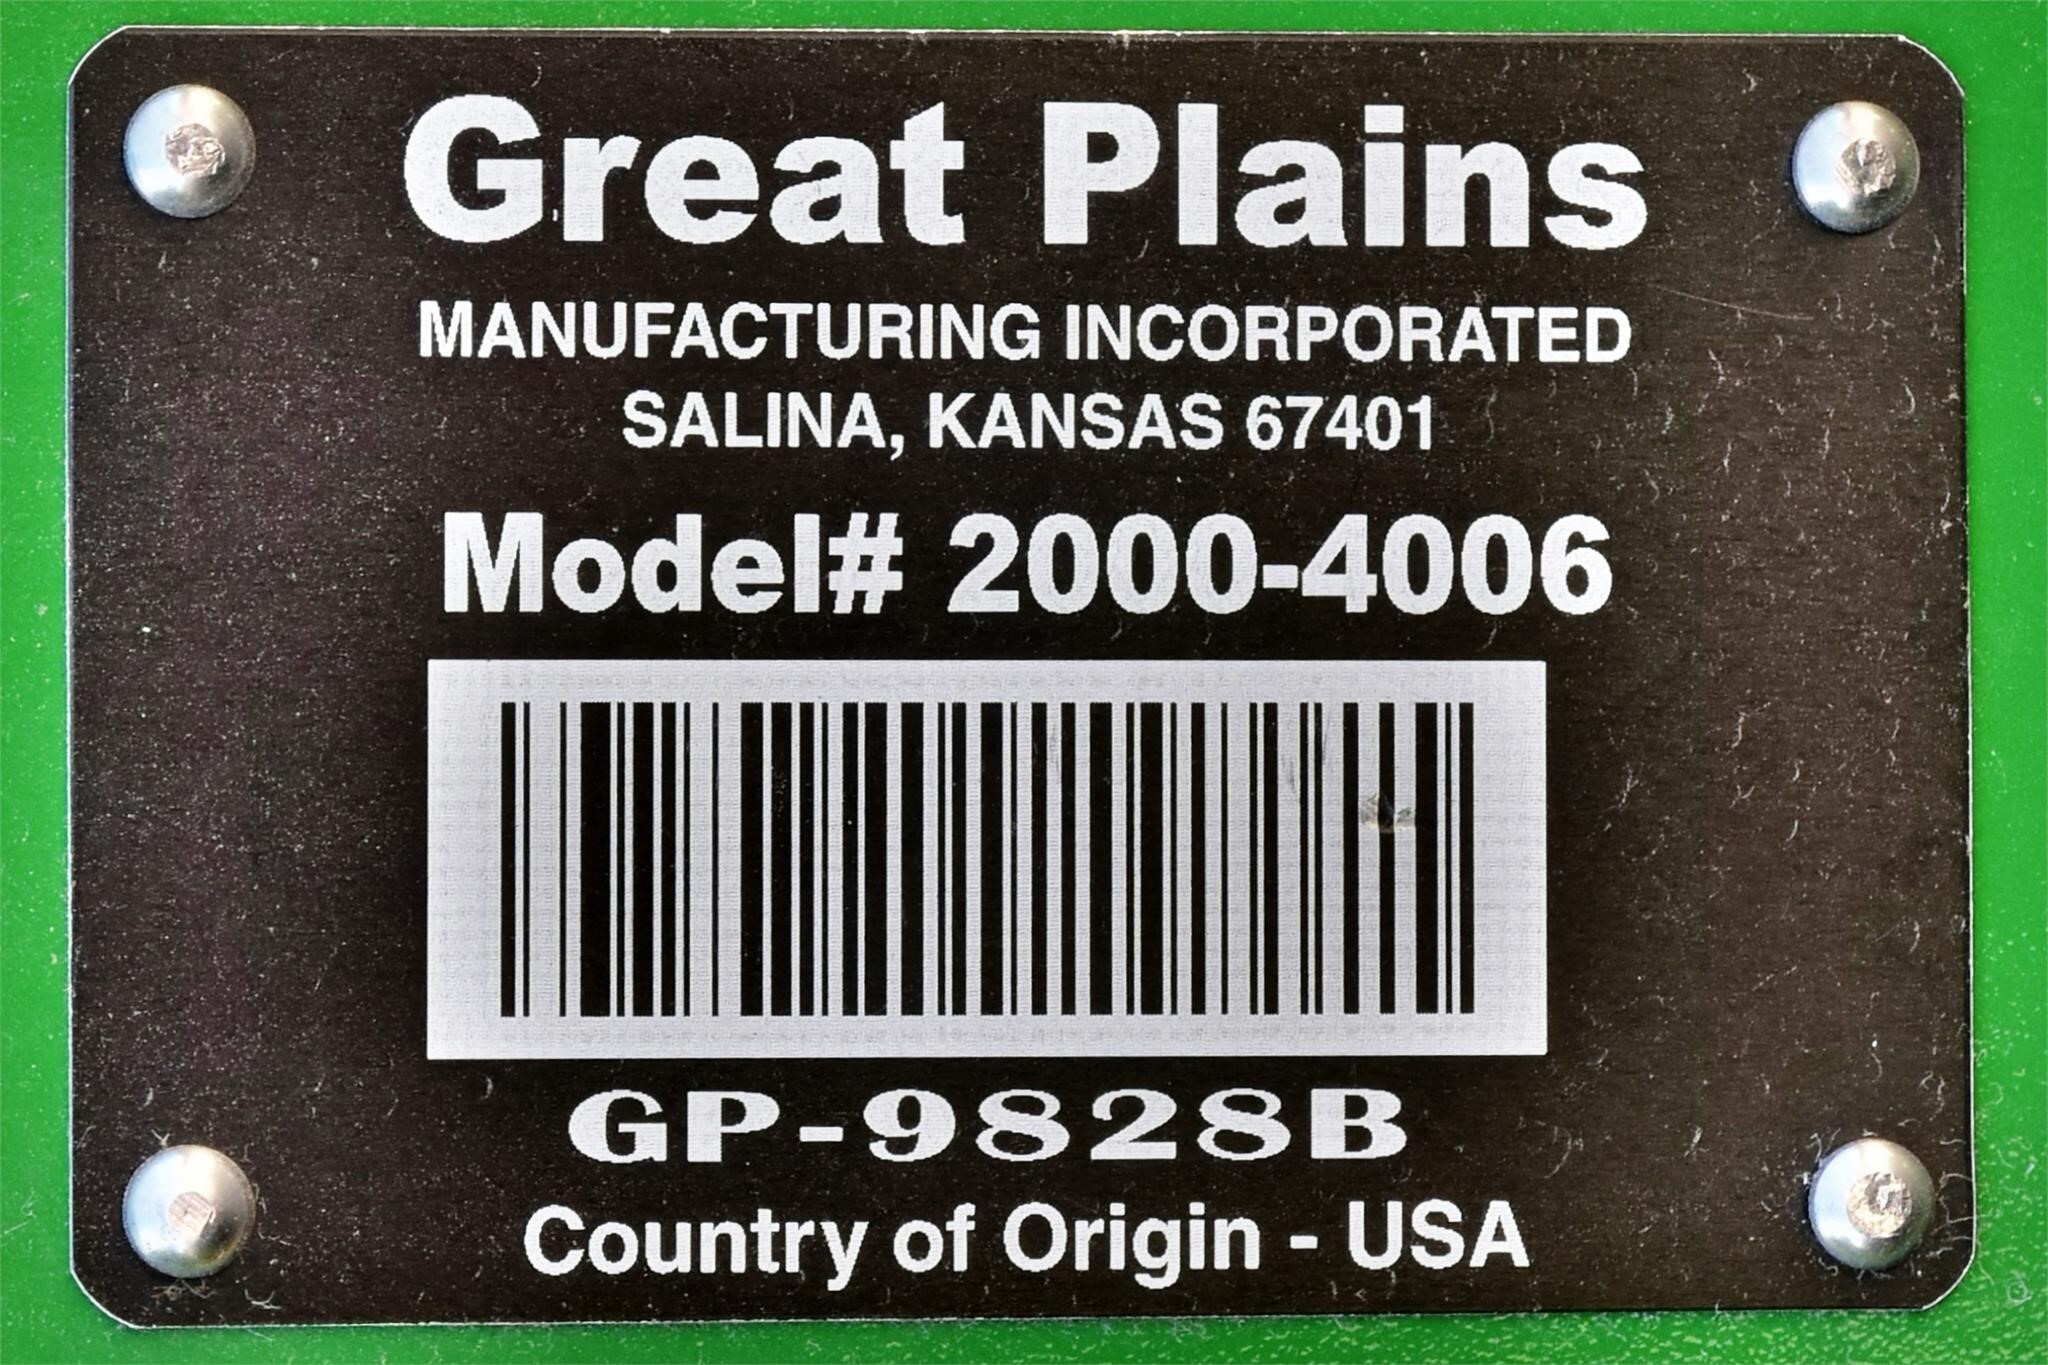 Great Plains
MANUFACTURING INCORPORATED
SALINA, KANSAS 67401
Model# 2000-4006
GP-9828B
Country of Origin - USA